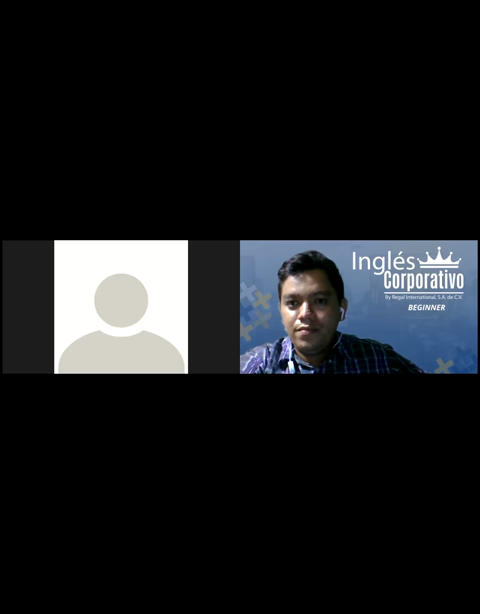 Inglés
Corporativo
By Regal International, S.A. de C.V.
BEGINNER